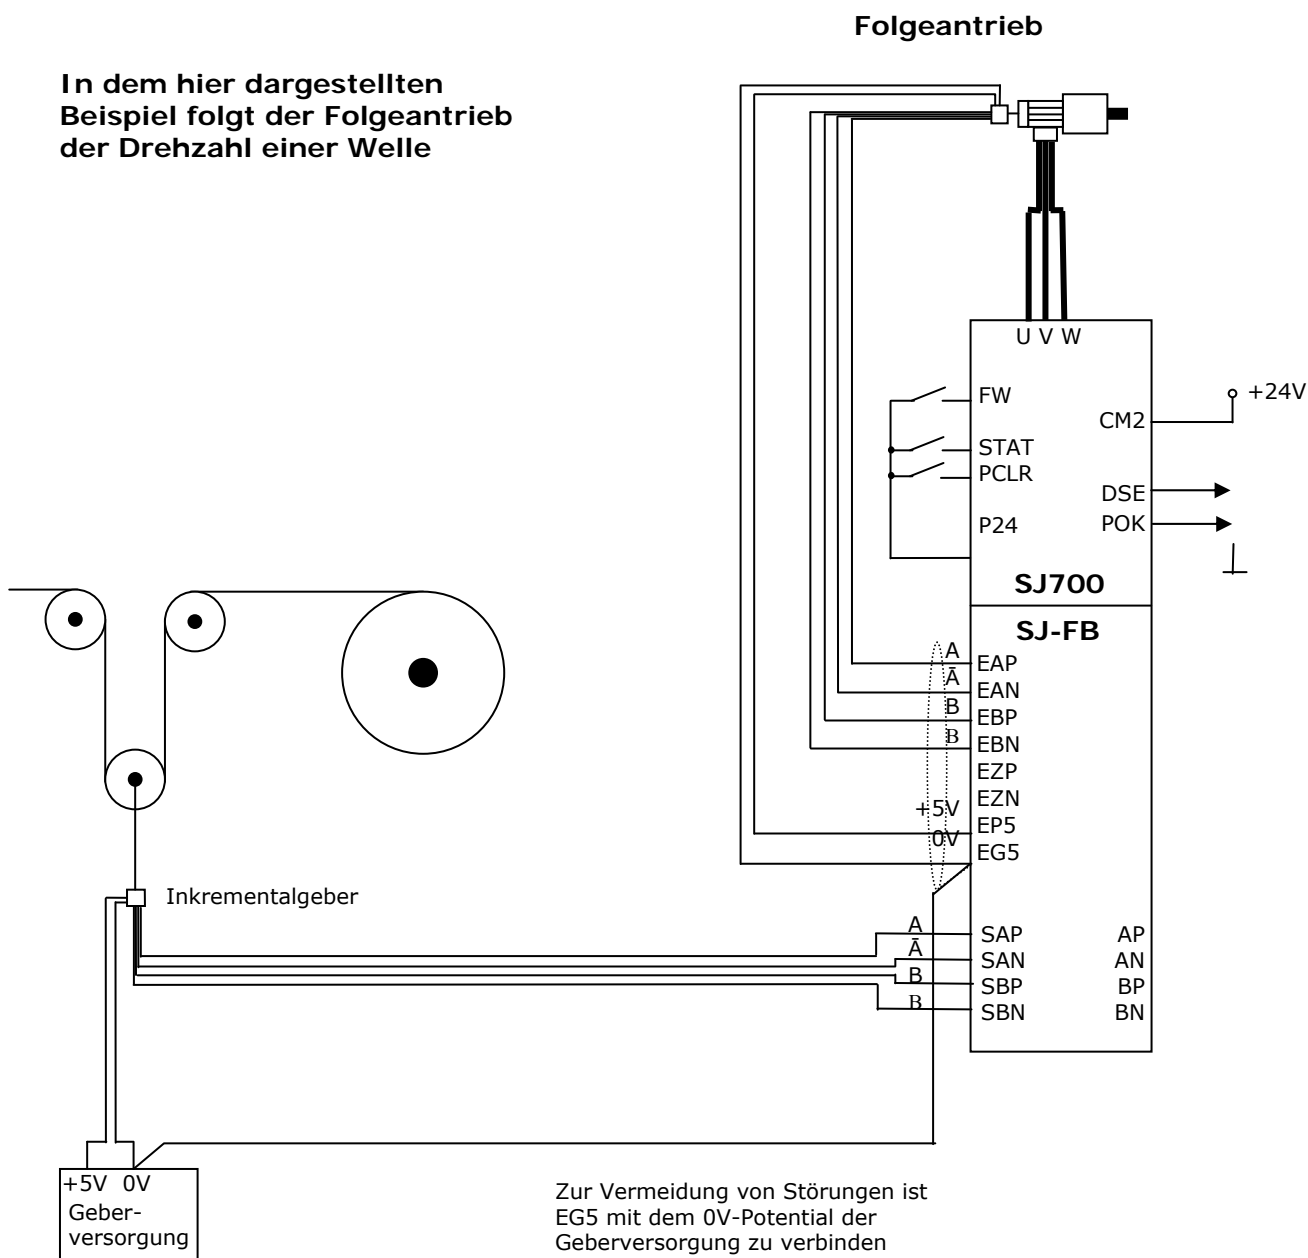 Folgeantrieb
In dem hier dargestellten
Beispiel folgt der Folgeantrieb
der Drehzahl einer Welle
U V W
FW
+24V
CM2
STAT
PCLR
DSE
P24
POK
SJ700
SJ-FB
A
EAP
Ā
EAN
B
EBP
B
EBN
EZP
EZN
+5V
EP5
0V
EG5
Inkrementalgeber
A
SAP
AP
Ā
SAN
AN
B
SBP
BP
B
SBN
BN
+5V 0V
Geber-
versorgung
Zur Vermeidung von Störungen ist
EG5 mit dem 0V-Potential der
Geberversorgung zu verbinden